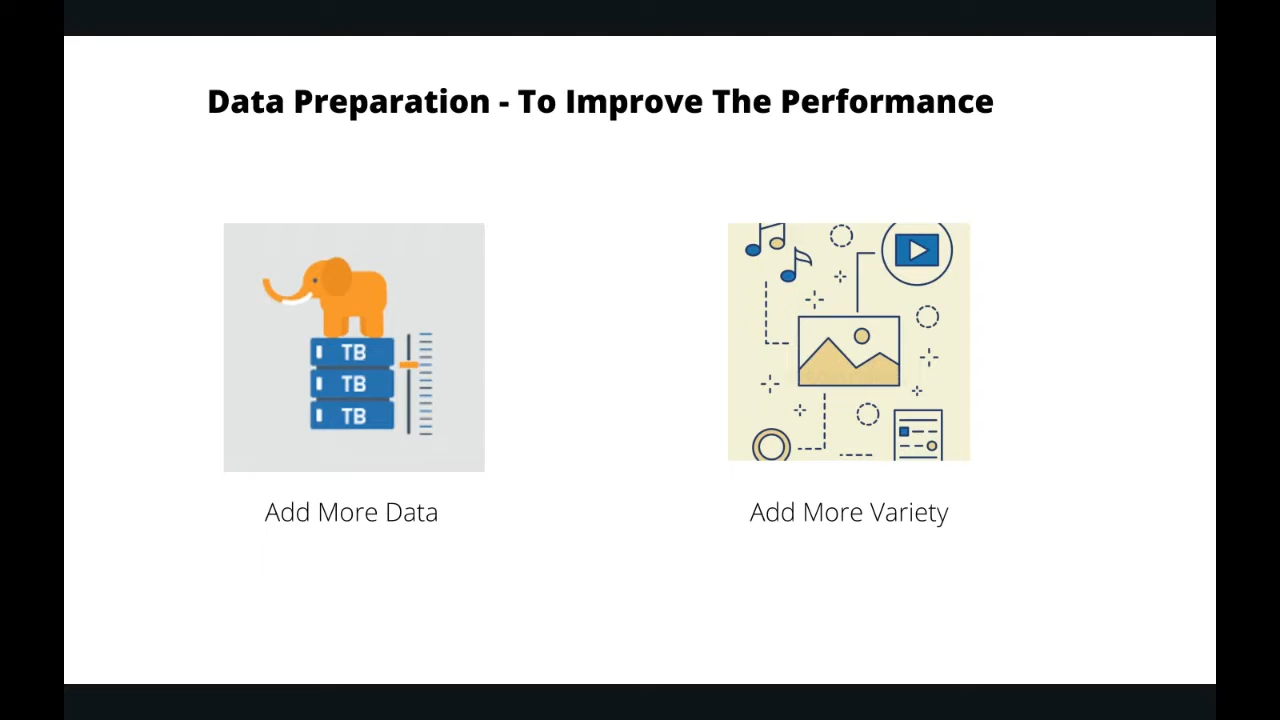 Data Preparation - To Improve The Performance
TB
TB
TB
Add More Data
Add More Variety